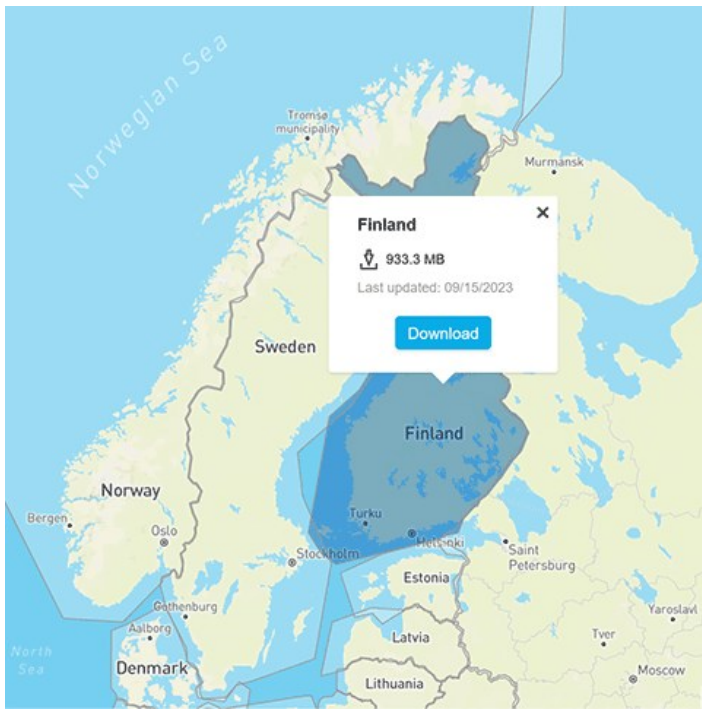 Norwegian Sea
Tromsø
municipality
Murmansk
Finland
933.3 MB
Last updated: 09/15/2023
Download
Sweden
Finland
Norway
Bergen
Oslo
Turku
Helsinki
Stockholm
Saint
Petersburg
Estonia
Gothenburg
Aalborg
Yaroslavl
Tver
Latvia
North
Sea
Denmark
Moscow
Lithuania